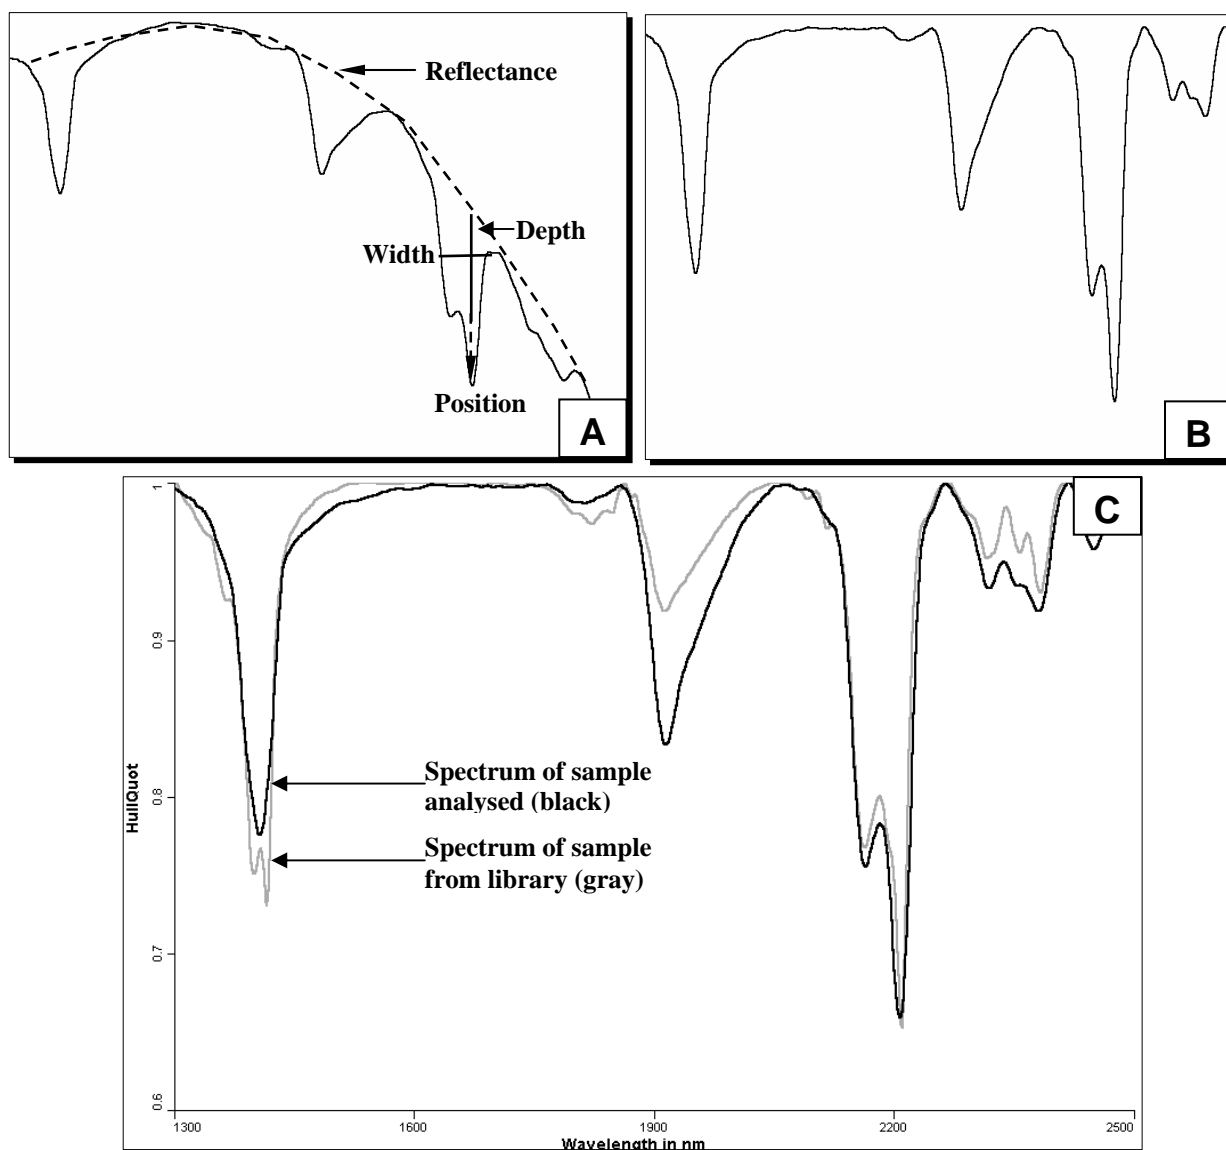 Reflectance
Depth
Width
Position
A
B
C
1
0.9
0.8
0.7
0.6
HullQuot
Spectrum of sample
analysed (black)
Spectrum of sample
from library (gray)
1300
1600
1900
2200
2500
Wavelength in nm